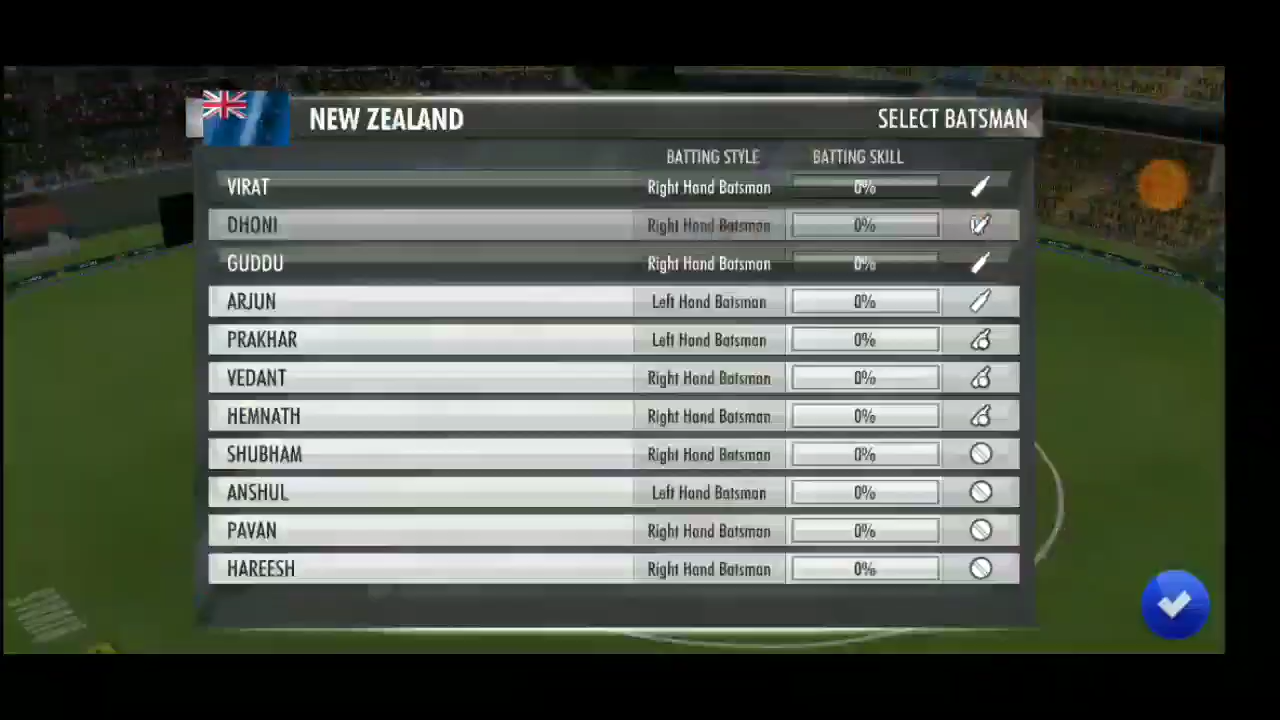 NEW ZEALAND SELECT BATSMAN
BATTING STYLE BATTING SKILL
VIRAT Right Hand Batsman 0%
DHONI Right Hand Batsman 0%
GUDDU Right Hand Batsman 0%
ARJUN Left Hand Batsman 0%
PRAKHAR Left Hand Batsman 0%
VEDANT Right Hand Batsman 0%
HEMNATH Right Hand Batsman 0%
SHUBHAM Right Hand Batsman 0%
ANSHUL Left Hand Batsman 0%
PAVAN Right Hand Batsman 0%
HAREESH Right Hand Batsman 0%